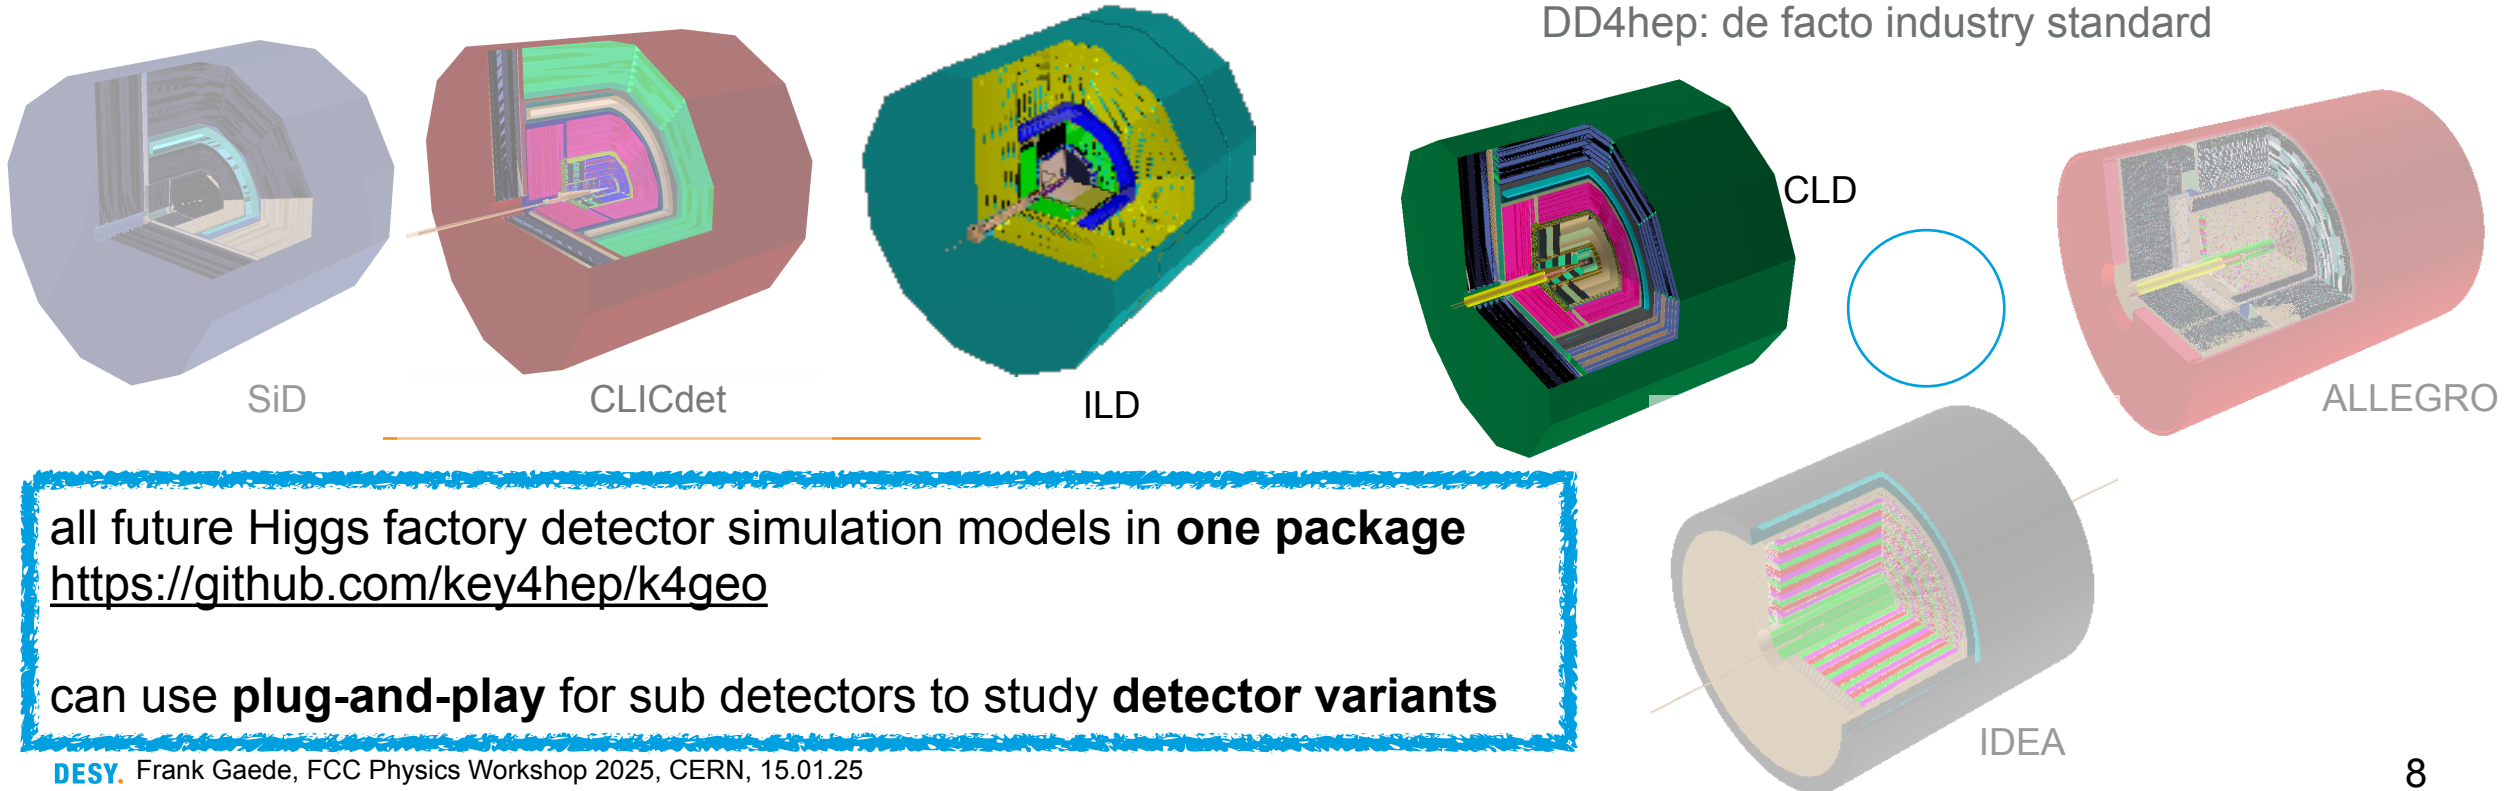 DD4hep: de facto industry standard
CLD
SiD
CLICdet
ILD
ALLEGRO
all future Higgs factory detector simulation models in one package
https://github.com/key4hep/k4geo
can use plug-and-play for sub detectors to study detector variants
IDEA
DESY. Frank Gaede, FCC Physics Workshop 2025, CERN, 15.01.25
8